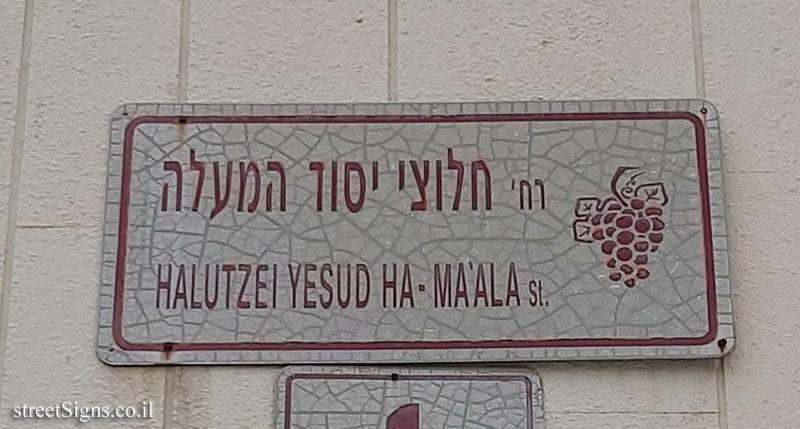 רח׳ חלוצי יסוד המעלה
HALUTZEI YESUD HA - MA'ALA st.
streetSigns.co.il